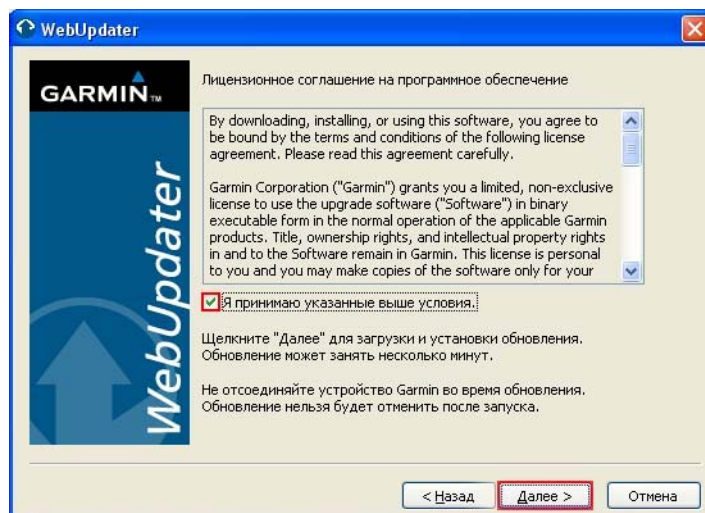 WebUpdater
GARMIN™
WebUpdater
Лицензионное соглашение на программное обеспечение
By downloading, installing, or using this software, you agree to
be bound by the terms and conditions of the following license
agreement. Please read this agreement carefully.
Garmin Corporation ("Garmin") grants you a limited, non-exclusive
license to use the upgrade software ("Software") in binary
executable form in the normal operation of the applicable Garmin
products. Title, ownership rights, and intellectual property rights
in and to the Software remain in Garmin. This license is personal
to you and you may make copies of the software only for your
Я принимаю указанные выше условия.
Щелкните "Далее" для загрузки и установки обновления.
Обновление может занять несколько минут.
Не отсоединяйте устройство Garmin во время обновления.
Обновление нельзя будет отменить после запуска.
< Назад
Далее >
Отмена